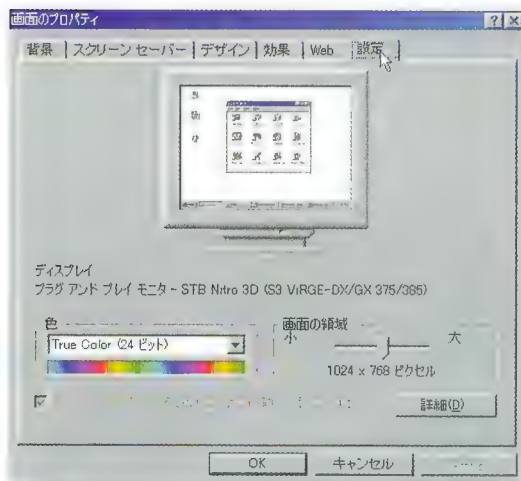 画面のプロパティ
背景 スクリーン セーバー デザイン 効果 Web 設定
ディスプレイ
プラグ アンド プレイ モニター - STB Nitro 3D (S3 ViRGE-DX/GX 375/385)
色
True Color (24 ビット)
画面の領域
小 大
1024 x 768 ピクセル
詳細(D)
OK キャンセル